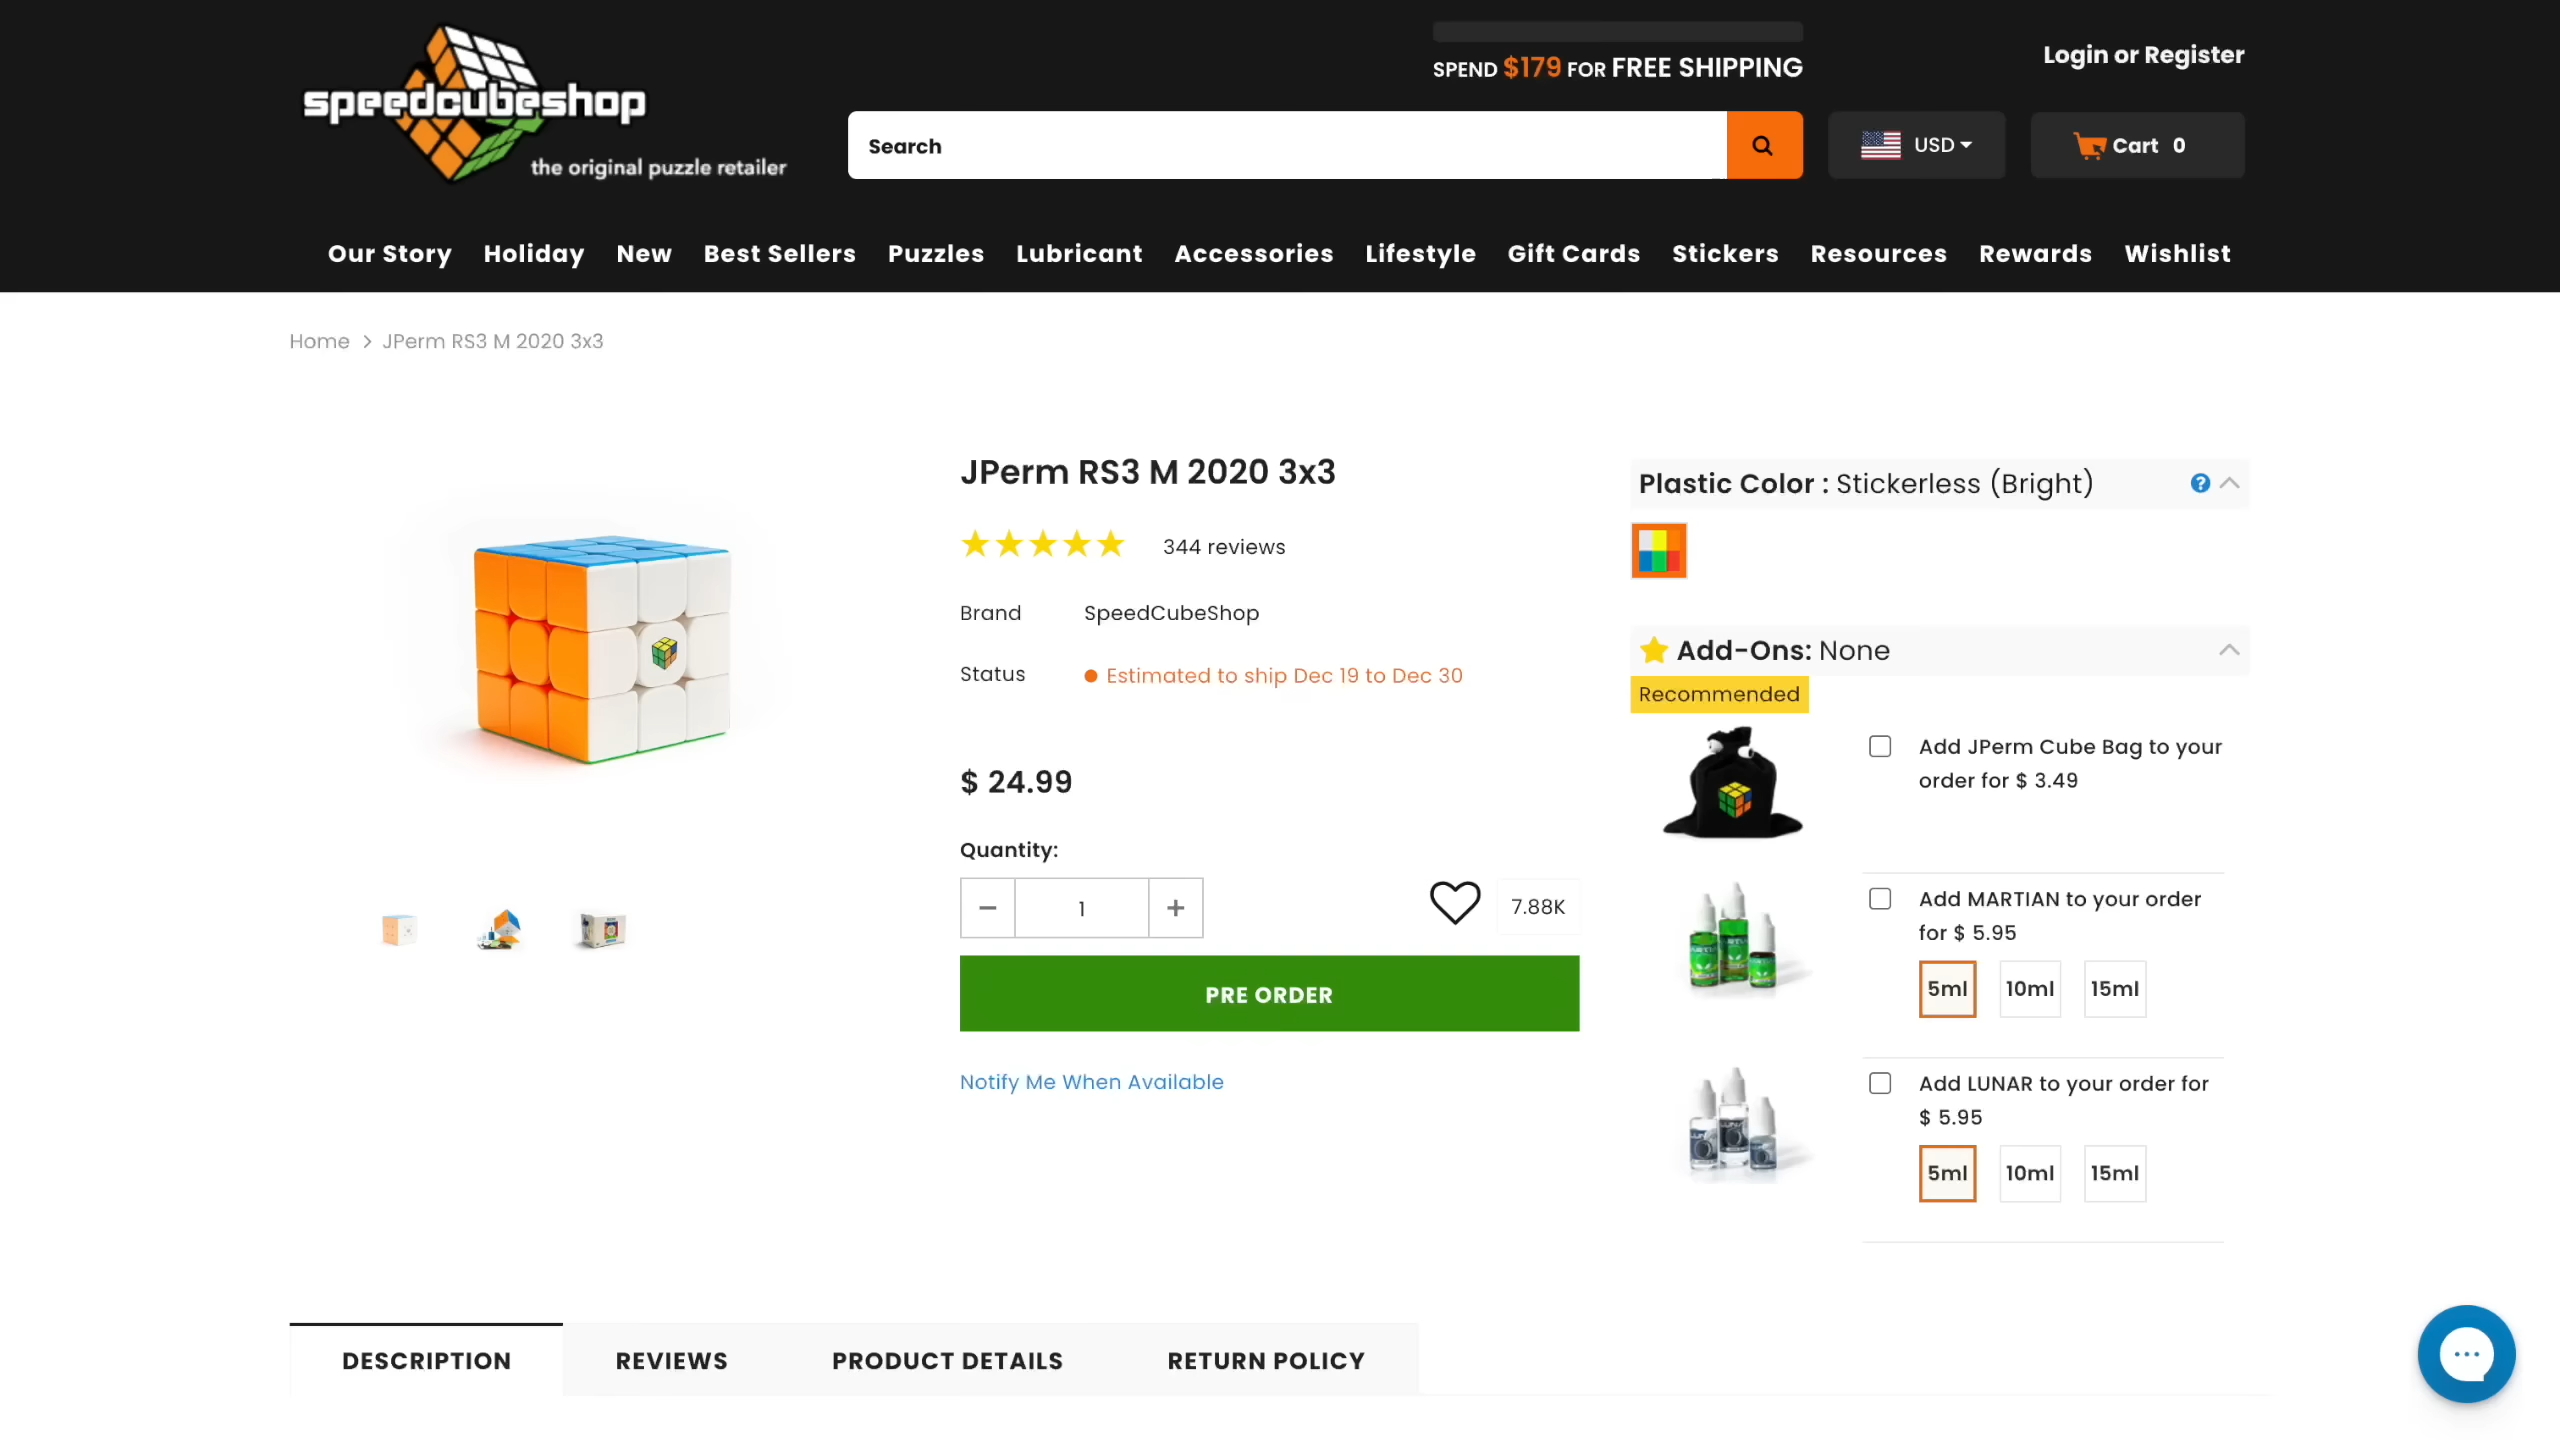 speedcubeshop
the original puzzle retailer
SPEND $179 FOR FREE SHIPPING
Login or Register
Search
USD
Cart 0
Our Story Holiday New Best Sellers Puzzles Lubricant Accessories Lifestyle Gift Cards Stickers Resources Rewards Wishlist
Home > JPerm RS3 M 2020 3x3
JPerm RS3 M 2020 3x3
344 reviews
Brand SpeedCubeShop
Status Estimated to ship Dec 19 to Dec 30
$ 24.99
Quantity:
− 1 +
7.88K
PRE ORDER
Notify Me When Available
Plastic Color : Stickerless (Bright)
?
Add-Ons: None
Recommended
Add JPerm Cube Bag to your
order for $ 3.49
Add MARTIAN to your order
for $ 5.95
5ml 10ml 15ml
Add LUNAR to your order for
$ 5.95
5ml 10ml 15ml
DESCRIPTION REVIEWS PRODUCT DETAILS RETURN POLICY